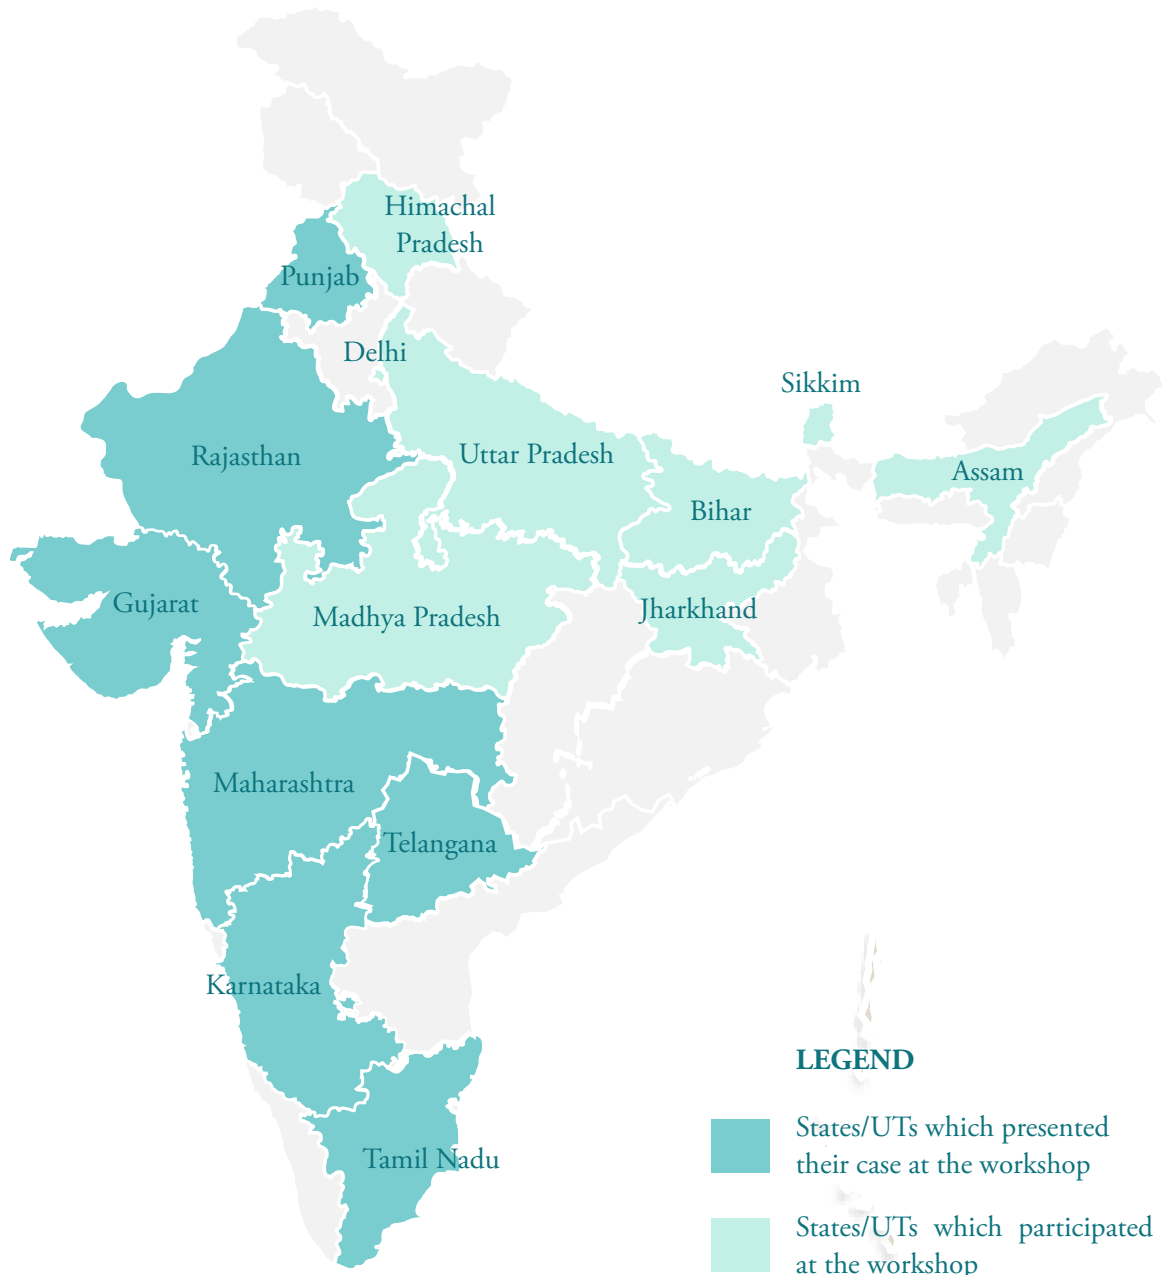 Himachal
Pradesh
Punjab
Delhi
Sikkim
Rajasthan
Uttar Pradesh
Assam
Bihar
Gujarat
Madhya Pradesh
Jharkhand
Maharashtra
Telangana
Karnataka
Tamil Nadu
LEGEND
States/UTs which presented
their case at the workshop
States/UTs which participated
at the workshop